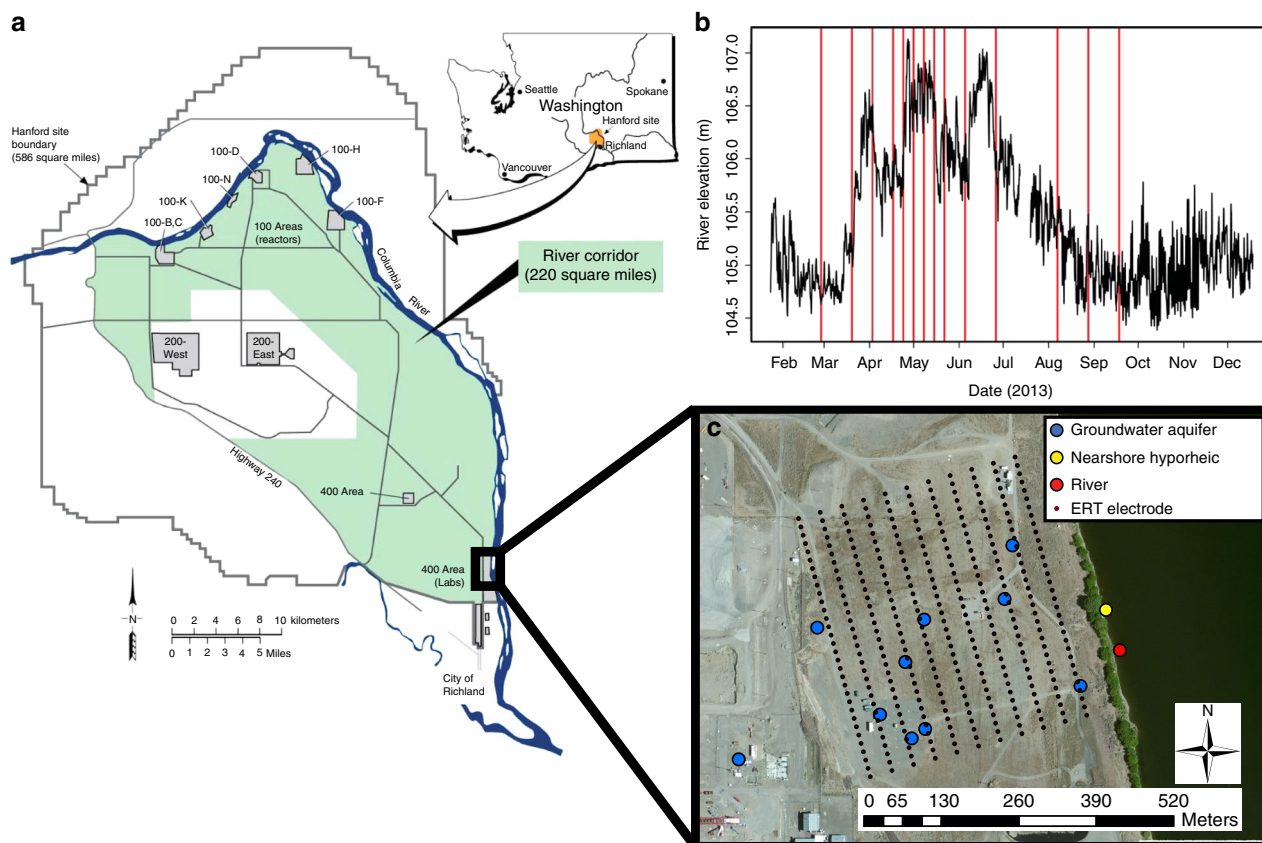 a
Hanford site
boundary
(586 square miles)
Seattle
Spokane
Washington
Hanford site
Richland
Vancouver
100-H
100-D
100-N
100-K
100-F
100-B,C
100 Areas
(reactors)
Columbia
River
River corridor
(220 square miles)
200-
West
200-
East
Highway 240
400 Area
400 Area
(Labs)
N
0 2 4 6 8 10 kilometers
0 1 2 3 4 5 Miles
City of
Richland
b
River elevation (m)
107.0
106.5
106.0
105.5
105.0
104.5
Feb Mar Apr May Jun Jul Aug Sep Oct Nov Dec
Date (2013)
c
Groundwater aquifer
Nearshore hyporheic
River
ERT electrode
N
0 65 130 260 390 520
Meters